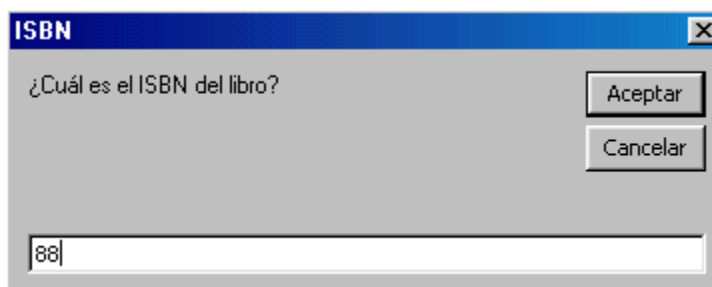 ISBN
¿Cuál es el ISBN del libro?
Aceptar
Cancelar
88